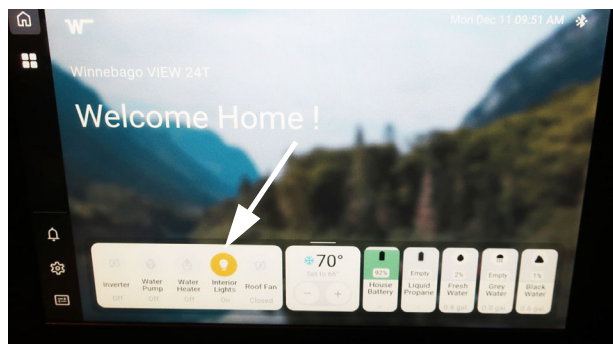 W
Mon Dec 11 09:51 AM
Winnebago VIEW 24T
Welcome Home !
70°
Inverter
Off
Water Pump
Off
Water Heater
Off
Interior Lights
On
Roof Fan
Closed
92%
House Battery
Empty
Liquid Propane
2%
Fresh Water
Empty
Grey Water
1%
Black Water